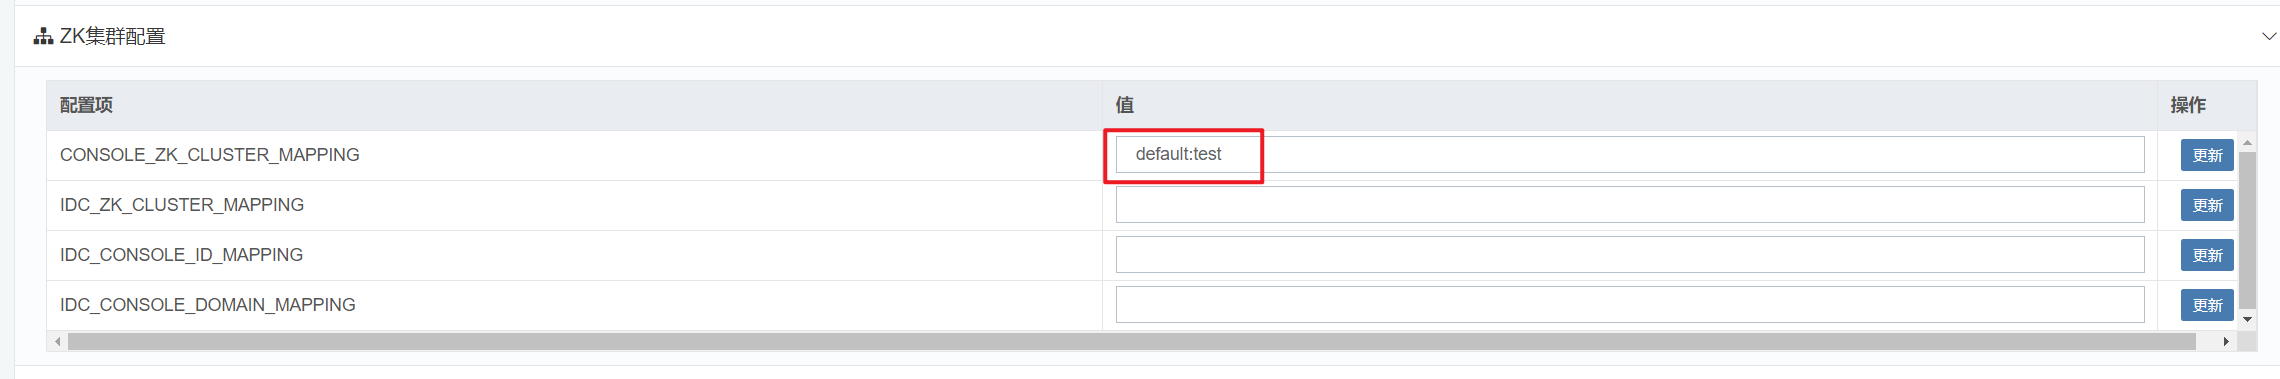 ZK集群配置
配置项 值 操作
CONSOLE_ZK_CLUSTER_MAPPING default:test 更新
IDC_ZK_CLUSTER_MAPPING 更新
IDC_CONSOLE_ID_MAPPING 更新
IDC_CONSOLE_DOMAIN_MAPPING 更新